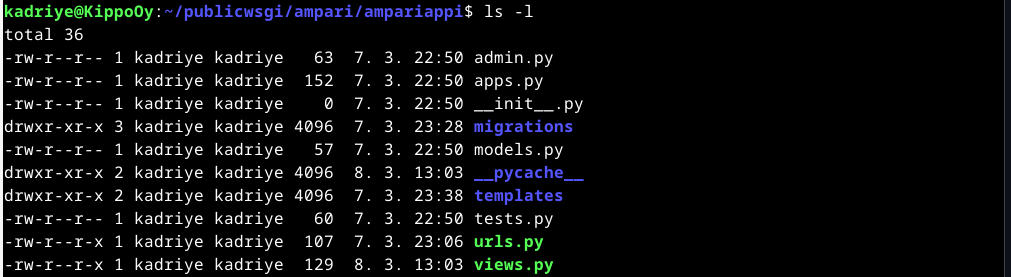 kadriye@KippoOy:~/publicwsgi/ampari/ampariappi$ ls -l
total 36
-rw-r--r-- 1 kadriye kadriye   63  7. 3. 22:50 admin.py
-rw-r--r-- 1 kadriye kadriye  152  7. 3. 22:50 apps.py
-rw-r--r-- 1 kadriye kadriye    0  7. 3. 22:50 __init__.py
drwxr-xr-x 3 kadriye kadriye 4096  7. 3. 23:28 migrations
-rw-r--r-- 1 kadriye kadriye   57  7. 3. 22:50 models.py
drwxr-xr-x 2 kadriye kadriye 4096  8. 3. 13:03 __pycache__
drwxr-xr-x 2 kadriye kadriye 4096  7. 3. 23:38 templates
-rw-r--r-- 1 kadriye kadriye   60  7. 3. 22:50 tests.py
-rw-r--r-x 1 kadriye kadriye  107  7. 3. 23:06 urls.py
-rw-r--r-x 1 kadriye kadriye  129  8. 3. 13:03 views.py